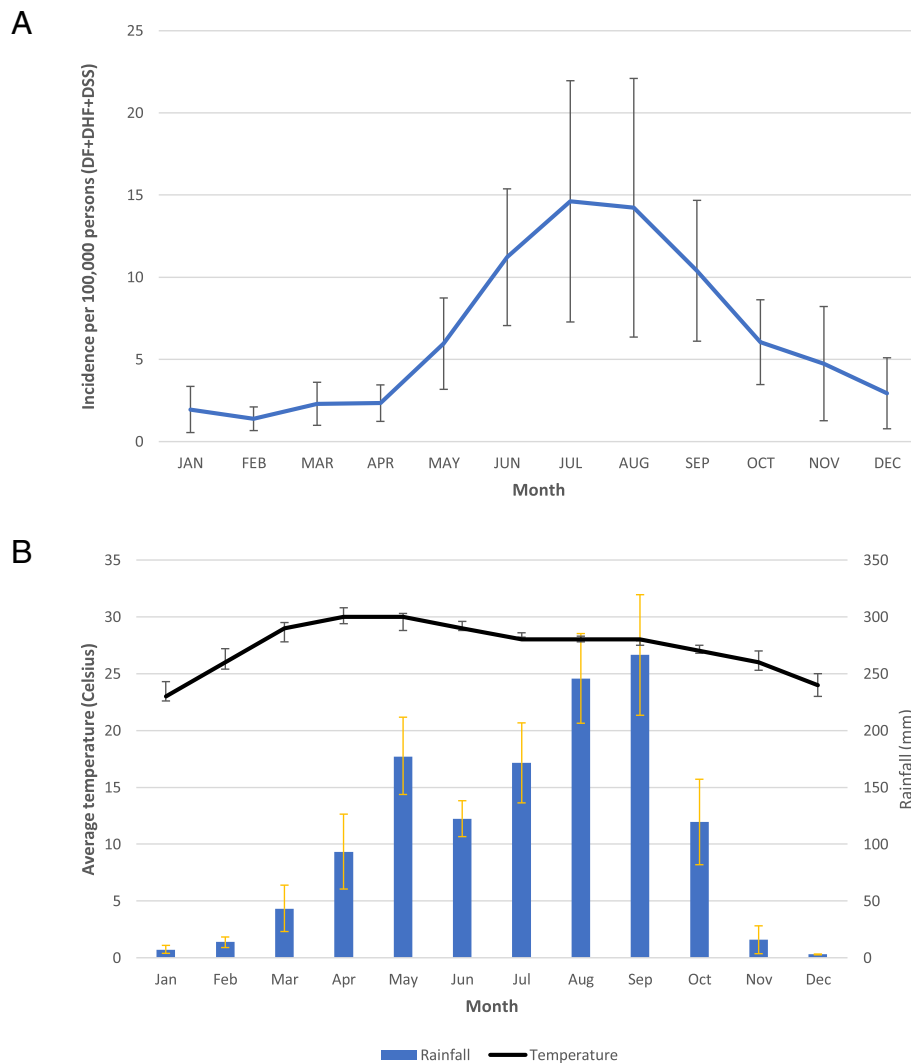 A
Incidence per 100,000 persons (DF+DHF+DSS)
25
20
15
10
5
0
JAN FEB MAR APR MAY JUN JUL AUG SEP OCT NOV DEC
Month
B
Average temperature (Celsius)
35
30
25
20
15
10
5
0
350
300
250
200
150
100
50
0
Rainfall (mm)
Jan Feb Mar Apr May Jun Jul Aug Sep Oct Nov Dec
Month
Rainfall Temperature